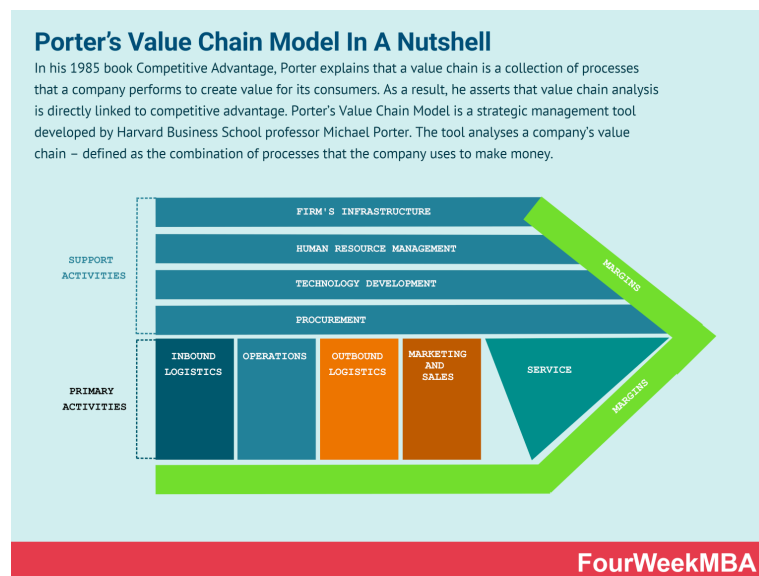 Porter’s Value Chain Model In A Nutshell
In his 1985 book Competitive Advantage, Porter explains that a value chain is a collection of processes
that a company performs to create value for its consumers. As a result, he asserts that value chain analysis
is directly linked to competitive advantage. Porter’s Value Chain Model is a strategic management tool
developed by Harvard Business School professor Michael Porter. The tool analyses a company’s value
chain – defined as the combination of processes that the company uses to make money.
SUPPORT
ACTIVITIES
FIRM'S INFRASTRUCTURE
HUMAN RESOURCE MANAGEMENT
TECHNOLOGY DEVELOPMENT
PROCUREMENT
MARGINS
PRIMARY
ACTIVITIES
INBOUND
LOGISTICS
OPERATIONS
OUTBOUND
LOGISTICS
MARKETING
AND
SALES
SERVICE
MARGINS
FourWeekMBA